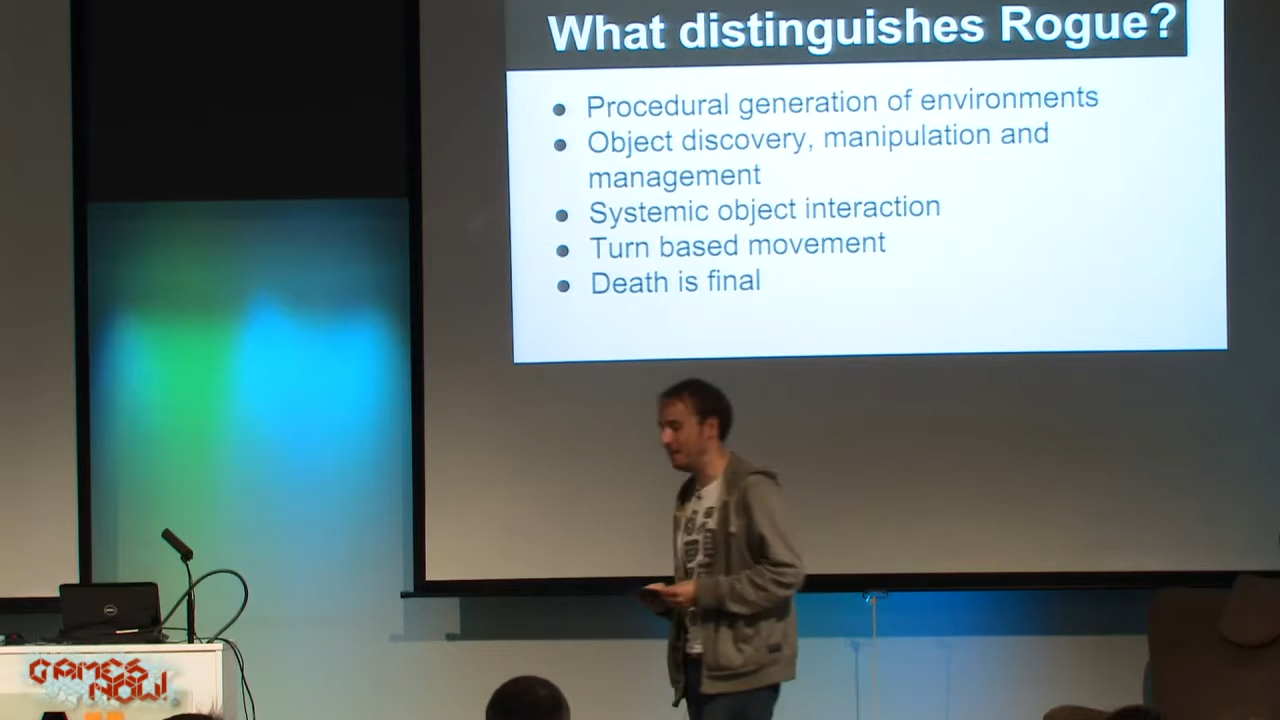 What distinguishes Rogue?
● Procedural generation of environments
● Object discovery, manipulation and
management
● Systemic object interaction
● Turn based movement
● Death is final
DELL
GAMES
NOW!